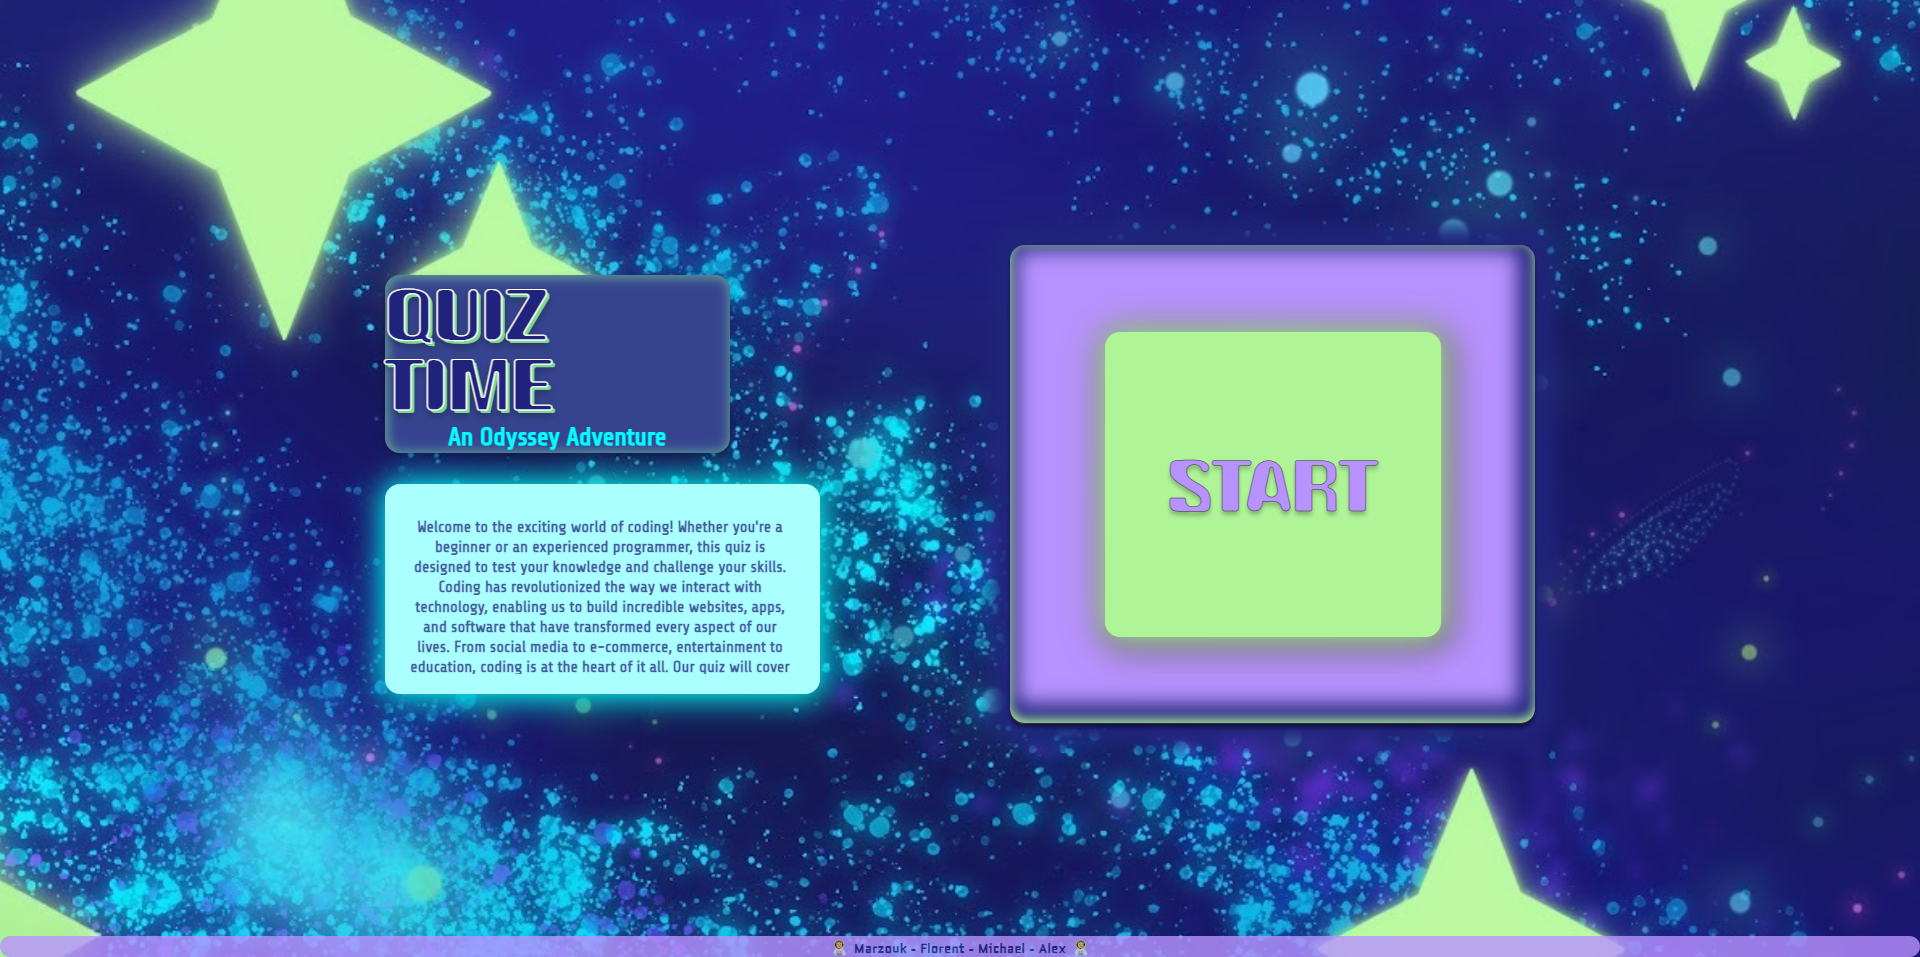 QUIZ
TIME
An Odyssey Adventure
Welcome to the exciting world of coding! Whether you're a
beginner or an experienced programmer, this quiz is
designed to test your knowledge and challenge your skills.
Coding has revolutionized the way we interact with
technology, enabling us to build incredible websites, apps,
and software that have transformed every aspect of our
lives. From social media to e-commerce, entertainment to
education, coding is at the heart of it all. Our quiz will cover
START
Marzouk - Florent - Michael - Alex